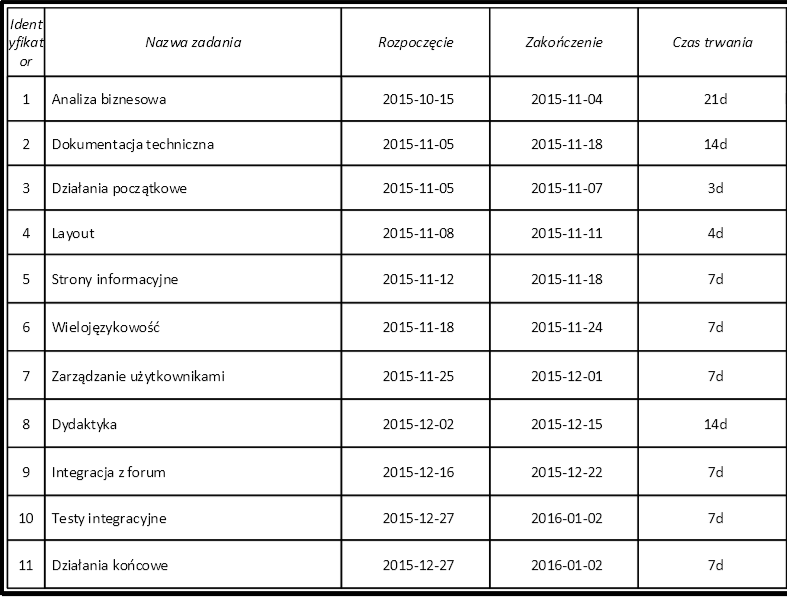 Ident
yfikat
or Nazwa zadania Rozpoczęcie Zakończenie Czas trwania
1 Analiza biznesowa 2015-10-15 2015-11-04 21d
2 Dokumentacja techniczna 2015-11-05 2015-11-18 14d
3 Działania początkowe 2015-11-05 2015-11-07 3d
4 Layout 2015-11-08 2015-11-11 4d
5 Strony informacyjne 2015-11-12 2015-11-18 7d
6 Wielojęzykowość 2015-11-18 2015-11-24 7d
7 Zarządzanie użytkownikami 2015-11-25 2015-12-01 7d
8 Dydaktyka 2015-12-02 2015-12-15 14d
9 Integracja z forum 2015-12-16 2015-12-22 7d
10 Testy integracyjne 2015-12-27 2016-01-02 7d
11 Działania końcowe 2015-12-27 2016-01-02 7d